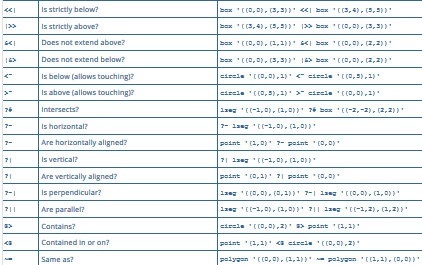 <<| Is strictly below? box '((0,0),(3,3))' <<| box '((3,4),(5,5))'
|>> Is strictly above? box '((3,4),(5,5))' |>> box '((0,0),(3,3))'
&<| Does not extend above? box '((0,0),(1,1))' &<| box '((0,0),(2,2))'
|&> Does not extend below? box '((0,0),(3,3))' |&> box '((0,0),(2,2))'
<^ Is below (allows touching)? circle '((0,0),1)' <^ circle '((0,5),1)'
>^ Is above (allows touching)? circle '((0,5),1)' >^ circle '((0,0),1)'
?# Intersects? lseg '((-1,0),(1,0))' ?# box '((-2,-2),(2,2))'
?- Is horizontal? ?- lseg '((-1,0),(1,0))'
?- Are horizontally aligned? point '(1,0)' ?- point '(0,0)'
?| Is vertical? ?| lseg '((-1,0),(1,0))'
?| Are vertically aligned? point '(0,1)' ?| point '(0,0)'
?-| Is perpendicular? lseg '((0,0),(0,1))' ?-| lseg '((0,0),(1,0))'
?|| Are parallel? lseg '((-1,0),(1,0))' ?|| lseg '((-1,2),(1,2))'
@> Contains? circle '((0,0),2)' @> point '(1,1)'
<@ Contained in or on? point '(1,1)' <@ circle '((0,0),2)'
~= Same as? polygon '((0,0),(1,1))' ~= polygon '((1,1),(0,0))'